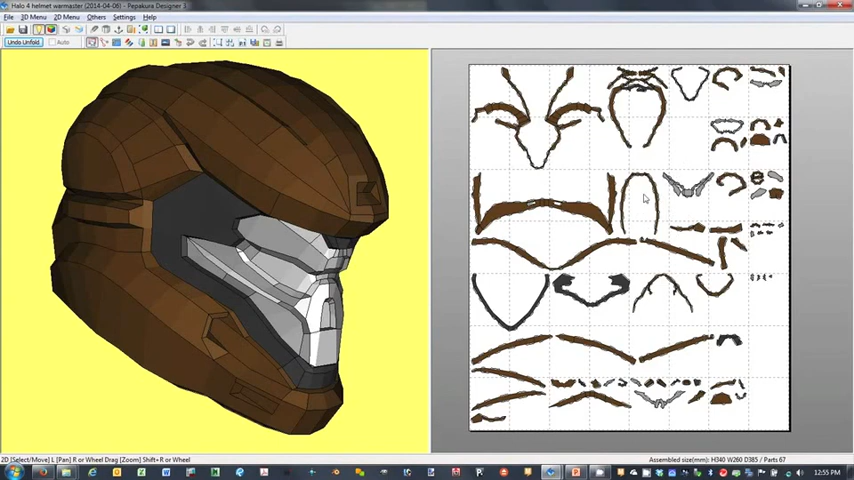 Halo 4 helmet warmaster (2014-04-06) - Pepakura Designer 3
File 3D Menu 2D Menu Others Settings Help
Undo Unfold Auto
2D [Select/Move] L [Pan] R or Wheel Drag [Zoom] Shift+R or Wheel
Assembled size(mm): H340 W260 D385 / Parts 67
12:55 PM